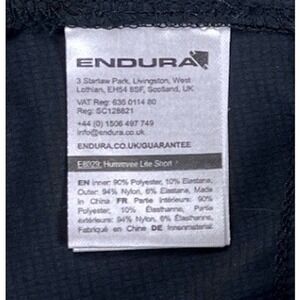 ENDURA
3 Starlaw Park, Livingston, West
Lothian, EH54 8SF, Scotland, UK
VAT Reg: 635 0114 80
Reg: SC128821
+44 (0) 1506 497 749
info@endura.co.uk
ENDURA.CO.UK/GUARANTEE
E8029: Hummvee Lite Short
EN Inner: 90% Polyester, 10% Elastane,
Outer: 94% Nylon, 6% Elastane, Made
in China FR Partie Intérieure: 90%
Polyester, 10% Élasthanne, Partie
extérieure: 94% Nylon, 6% Élasthanne,
Fabriqué en Chine DE Innenmaterial: